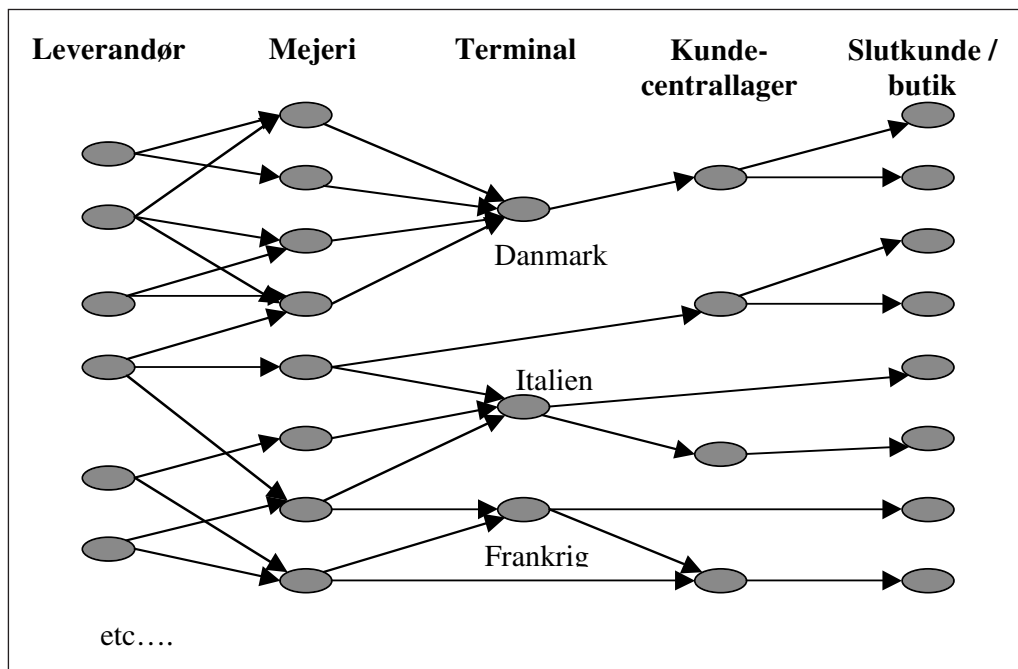 Leverandør
Mejeri
Terminal
Kunde-
centrallager
Slutkunde /
butik
Danmark
Italien
Frankrig
etc….